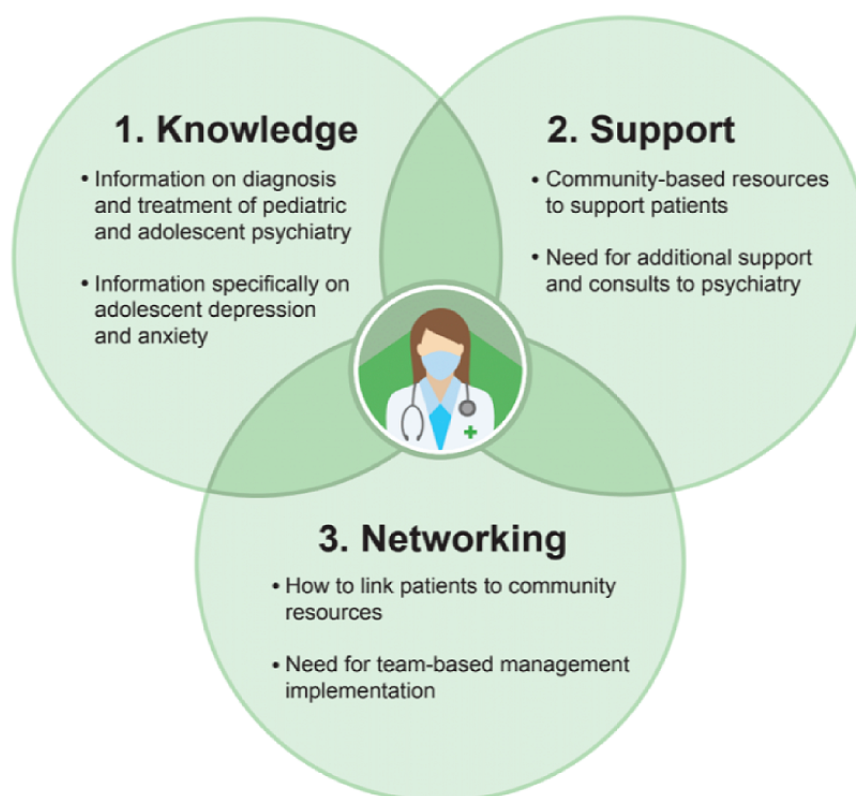 1. Knowledge
• Information on diagnosis
and treatment of pediatric
and adolescent psychiatry
• Information specifically on
adolescent depression
and anxiety
2. Support
• Community-based resources
to support patients
• Need for additional support
and consults to psychiatry
3. Networking
• How to link patients to community
resources
• Need for team-based management
implementation